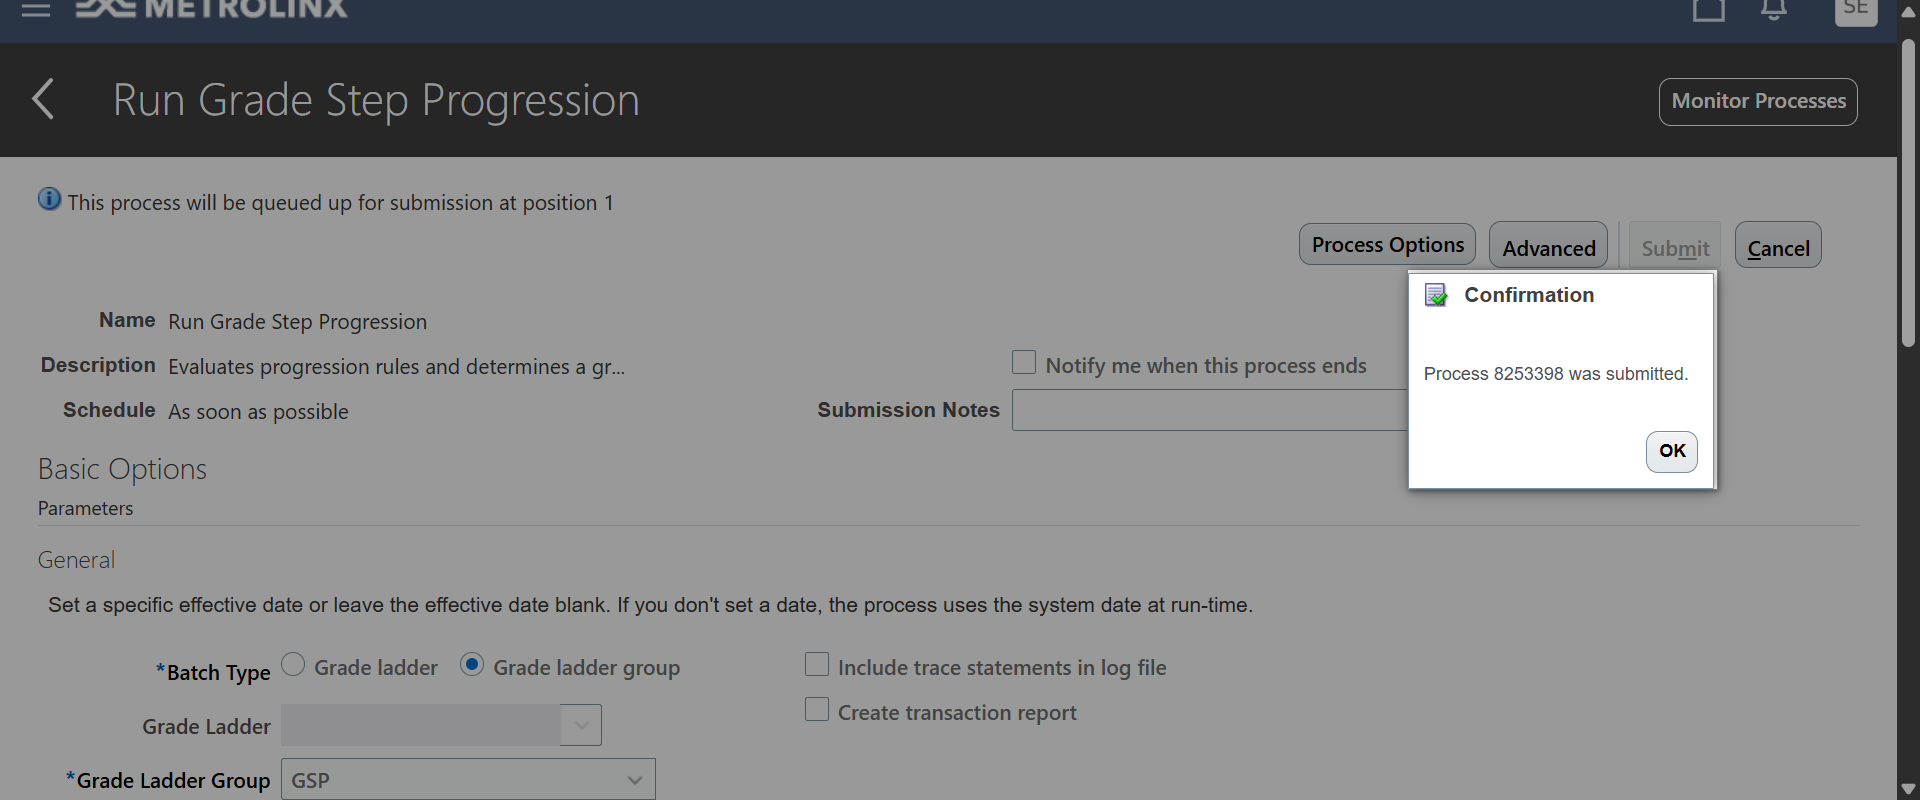 METROLINX
SE
Run Grade Step Progression
Monitor Processes
This process will be queued up for submission at position 1
Process Options
Advanced
Submit
Cancel
Confirmation
Process 8253398 was submitted.
OK
Name Run Grade Step Progression
Description Evaluates progression rules and determines a gr...
Notify me when this process ends
Schedule As soon as possible
Submission Notes
Basic Options
Parameters
General
Set a specific effective date or leave the effective date blank. If you don't set a date, the process uses the system date at run-time.
*Batch Type Grade ladder Grade ladder group
Include trace statements in log file
Grade Ladder
Create transaction report
*Grade Ladder Group GSP